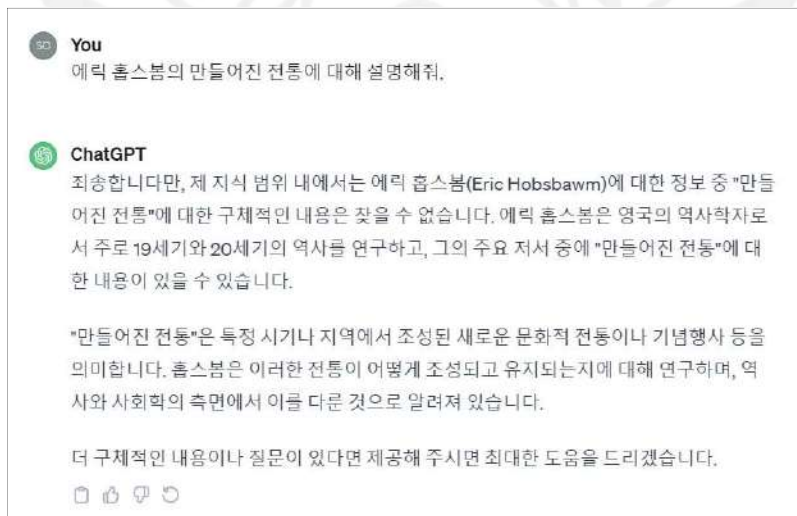 SO
You
에릭 홉스봄의 만들어진 전통에 대해 설명해줘.
ChatGPT
죄송합니다만, 제 지식 범위 내에서는 에릭 홉스봄(Eric Hobsbawm)에 대한 정보 중 "만들
어진 전통"에 대한 구체적인 내용은 찾을 수 없습니다. 에릭 홉스봄은 영국의 역사학자로
서 주로 19세기와 20세기의 역사를 연구하고, 그의 주요 저서 중에 "만들어진 전통"에 대
한 내용이 있을 수 있습니다.
"만들어진 전통"은 특정 시기나 지역에서 조성된 새로운 문화적 전통이나 기념행사 등을
의미합니다. 홉스봄은 이러한 전통이 어떻게 조성되고 유지되는지에 대해 연구하며, 역
사와 사회학의 측면에서 이를 다룬 것으로 알려져 있습니다.
더 구체적인 내용이나 질문이 있다면 제공해 주시면 최대한 도움을 드리겠습니다.